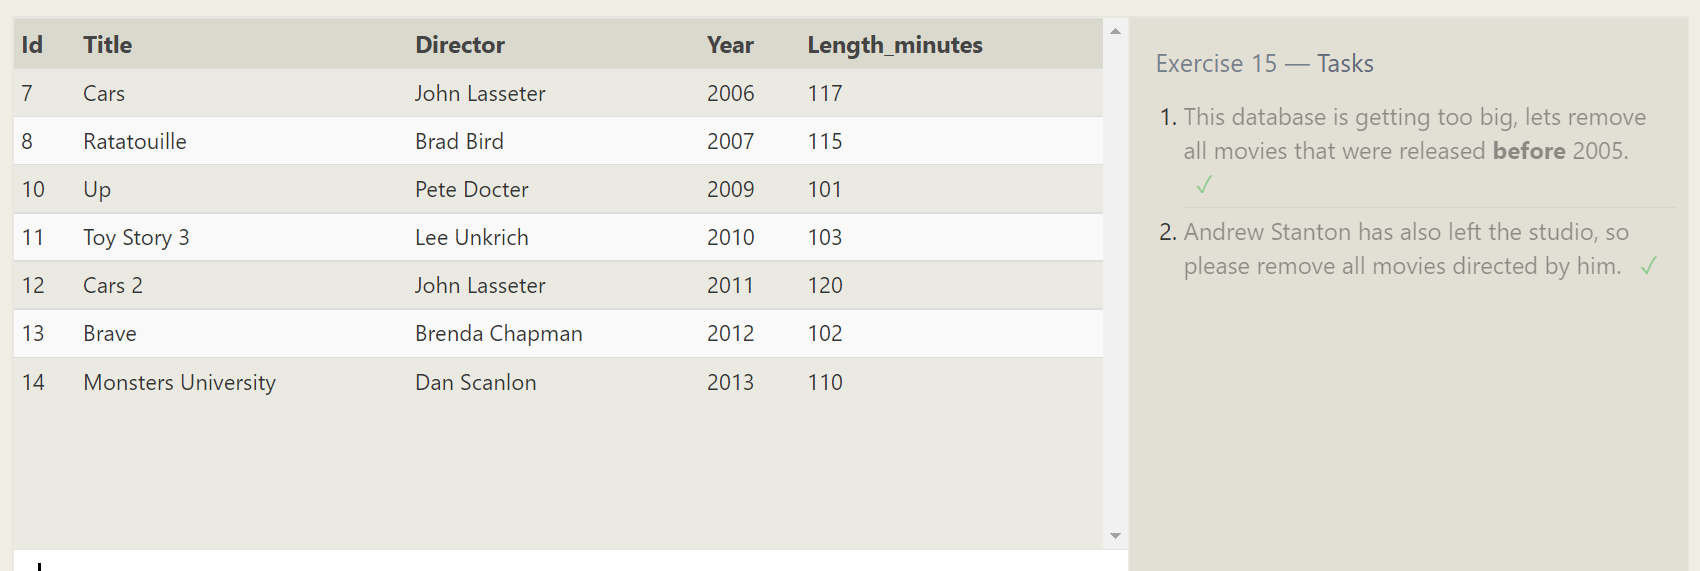 Id Title Director Year Length_minutes
7 Cars John Lasseter 2006 117
8 Ratatouille Brad Bird 2007 115
10 Up Pete Docter 2009 101
11 Toy Story 3 Lee Unkrich 2010 103
12 Cars 2 John Lasseter 2011 120
13 Brave Brenda Chapman 2012 102
14 Monsters University Dan Scanlon 2013 110
Exercise 15 — Tasks
1. This database is getting too big, lets remove
all movies that were released before 2005.
✓
2. Andrew Stanton has also left the studio, so
please remove all movies directed by him. ✓